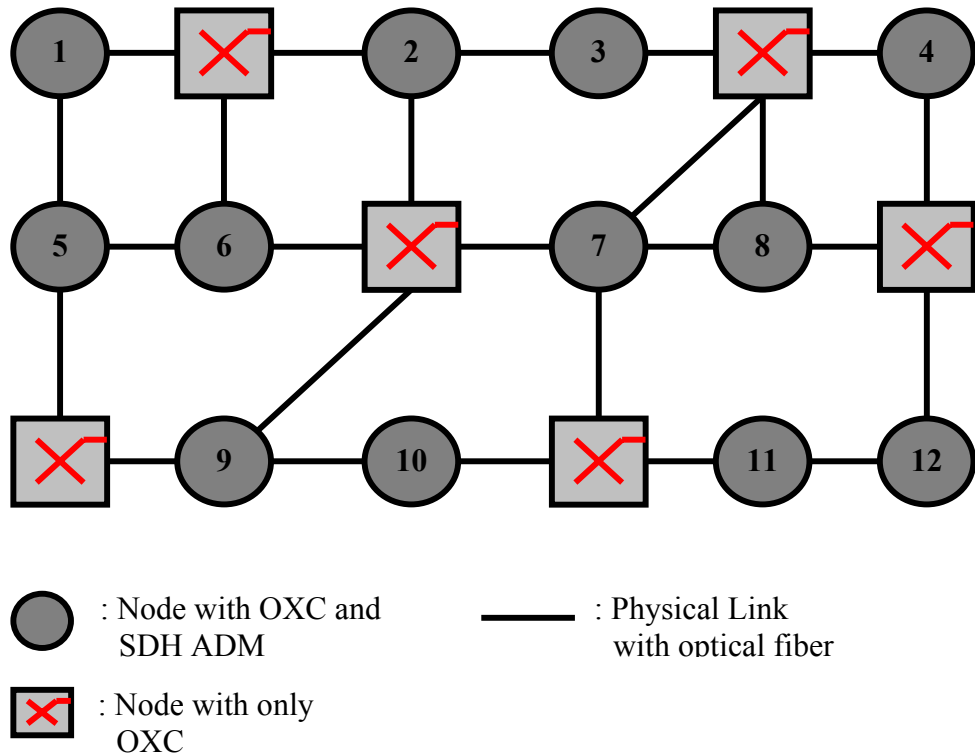 1
2
3
4
5
6
7
8
9
10
11
12
: Node with OXC and
SDH ADM
: Physical Link
with optical fiber
: Node with only
OXC